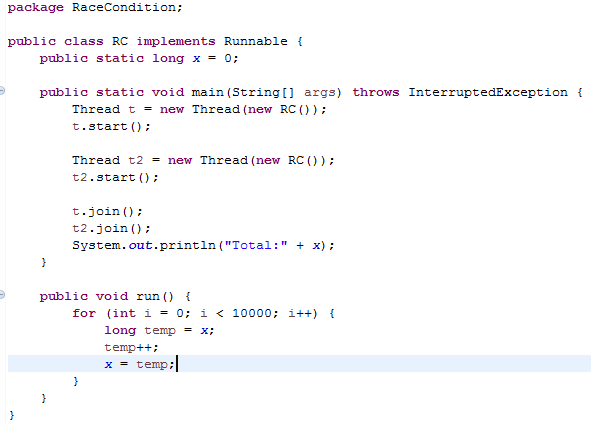 package RaceCondition;
public class RC implements Runnable {
public static long x = 0;
public static void main(String[] args) throws InterruptedException {
Thread t = new Thread(new RC());
t.start();
Thread t2 = new Thread(new RC());
t2.start();
t.join();
t2.join();
System.out.println("Total:" + x);
}
public void run() {
for (int i = 0; i < 10000; i++) {
long temp = x;
temp++;
x = temp;
}
}
}